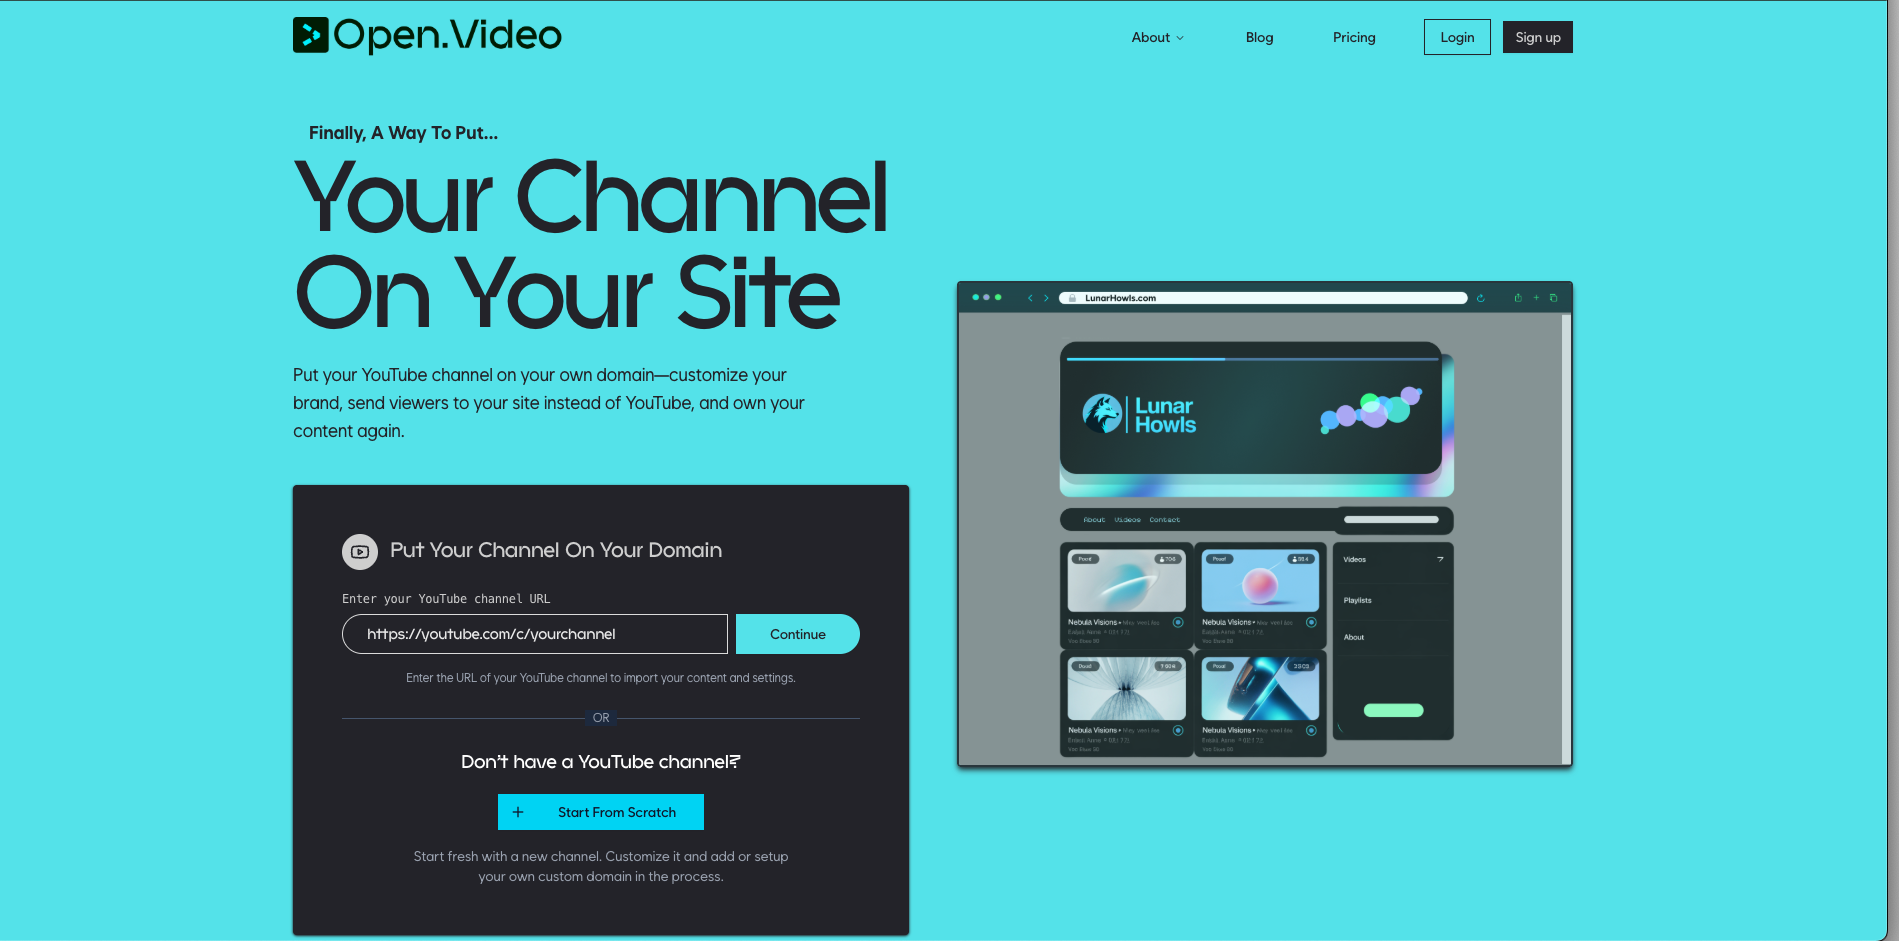 Open.Video
About
Blog
Pricing
Login
Sign up
Finally, A Way To Put...
Your Channel
On Your Site
Put your YouTube channel on your own domain—customize your
brand, send viewers to your site instead of YouTube, and own your
content again.
Put Your Channel On Your Domain
Enter your YouTube channel URL
https://youtube.com/c/yourchannel
Continue
Enter the URL of your YouTube channel to import your content and settings.
OR
Don't have a YouTube channel?
+ Start From Scratch
Start fresh with a new channel. Customize it and add or setup
your own custom domain in the process.
LunarHowls.com
Lunar
Howls
About Videos Contact
Nebula Visions
Nebula Visions
Nebula Visions
Nebula Visions
Videos
Playlists
About